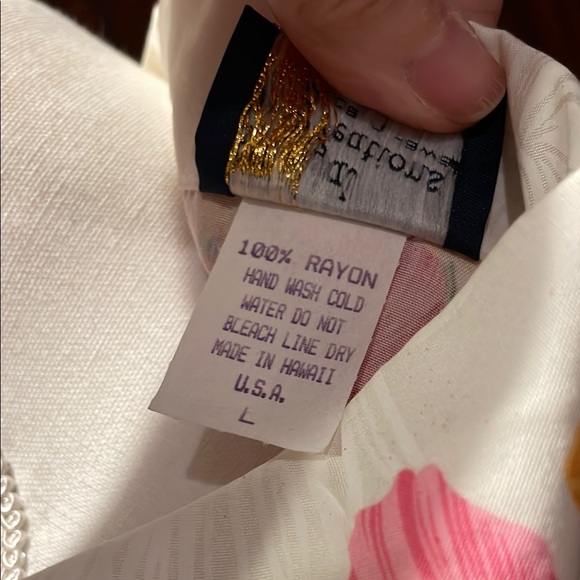 100% RAYON
HAND WASH COLD
WATER DO NOT
BLEACH LINE DRY
MADE IN HAWAII
U.S.A.
L